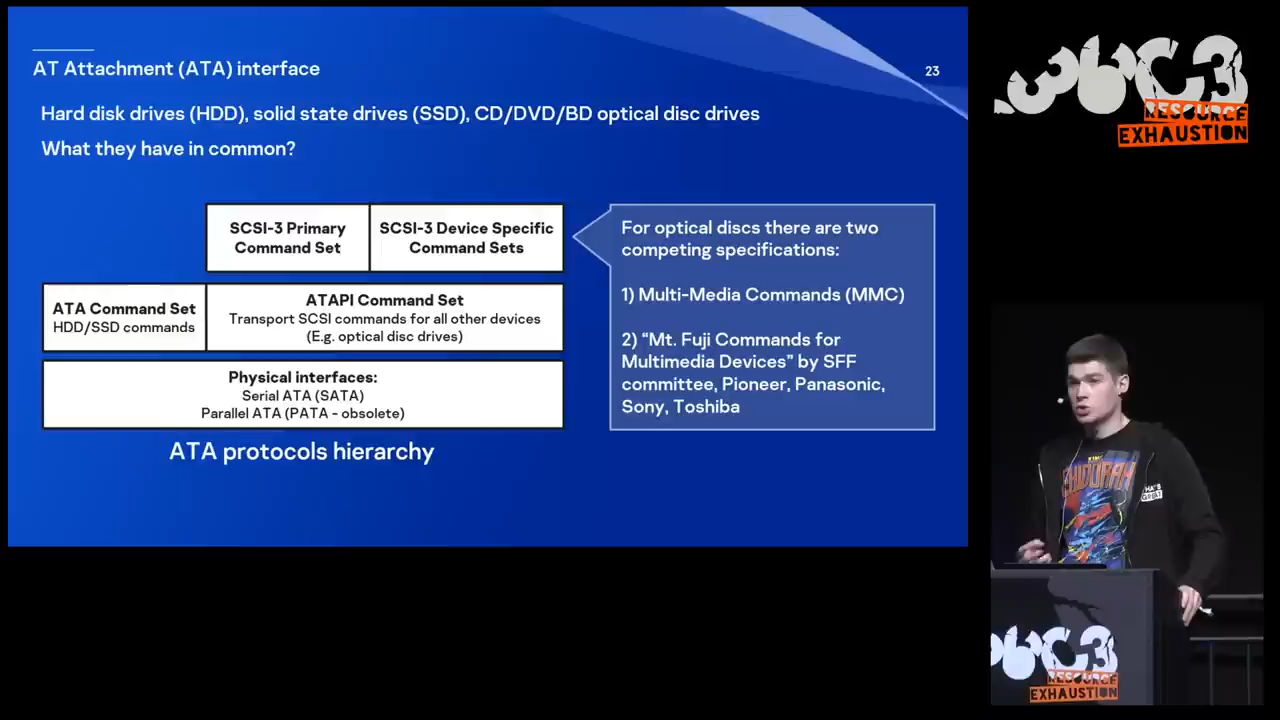 AT Attachment (ATA) interface
23
Hard disk drives (HDD), solid state drives (SSD), CD/DVD/BD optical disc drives
What they have in common?
SCSI-3 Primary
Command Set
SCSI-3 Device Specific
Command Sets
ATA Command Set
HDD/SSD commands
ATAPI Command Set
Transport SCSI commands for all other devices
(E.g. optical disc drives)
Physical interfaces:
Serial ATA (SATA)
Parallel ATA (PATA - obsolete)
ATA protocols hierarchy
For optical discs there are two
competing specifications:
1) Multi-Media Commands (MMC)
2) “Mt. Fuji Commands for
Multimedia Devices” by SFF
committee, Pioneer, Panasonic,
Sony, Toshiba
36C3
RESOURCE
EXHAUSTION
36C3
RESOURCE
EXHAUSTION